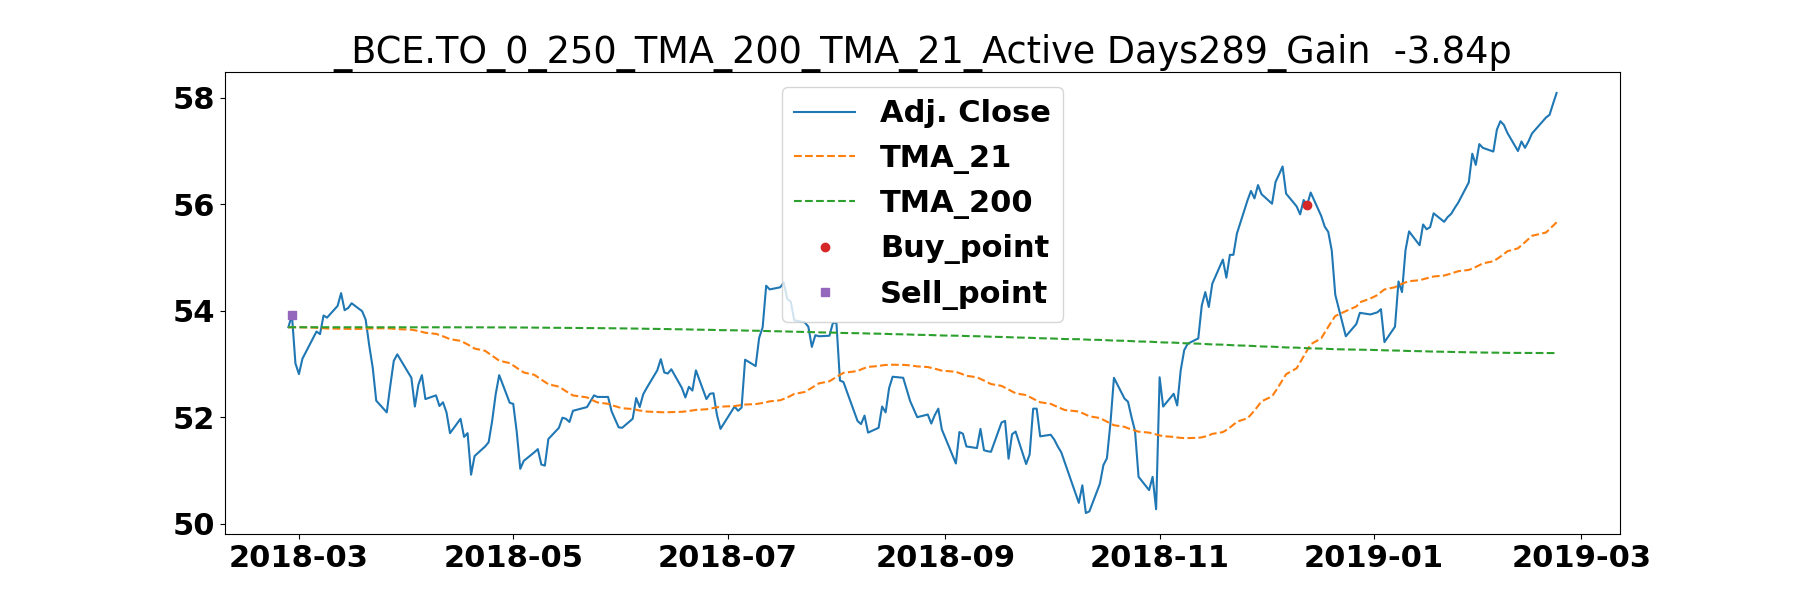 _BCE.TO_0_250_TMA_200_TMA_21_Active Days289_Gain  -3.84p
58
56
54
52
50
Adj. Close
TMA_21
TMA_200
Buy_point
Sell_point
2018-03 2018-05 2018-07 2018-09 2018-11 2019-01 2019-03